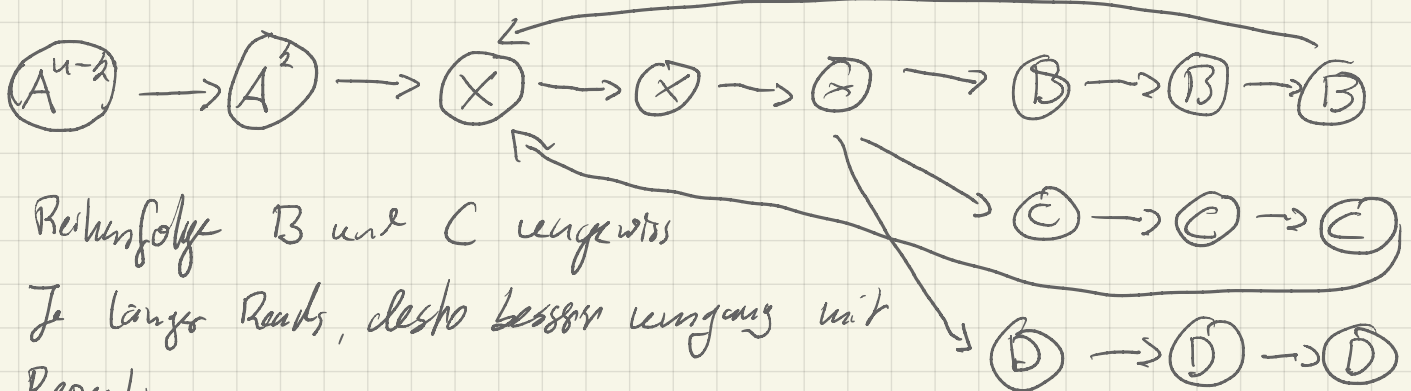 A^{n-2} → A^2 → X → X → X → B → B → B
C → C → C
Reihenfolge B und C ungewiss
Je länger Reads, desto besser umgang mit
D → D → D